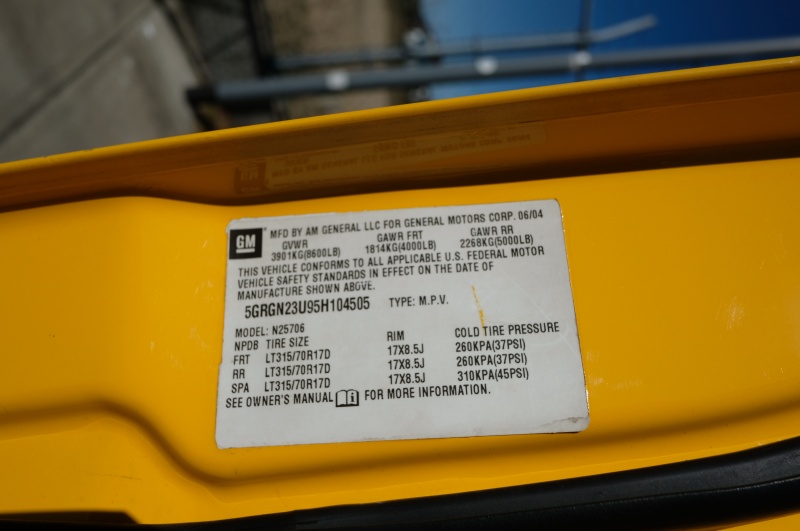 GM
MFD BY AM GENERAL LLC FOR GENERAL MOTORS CORP. 06/04
GVWR GAWR FRT GAWR RR
3901KG(8600LB) 1814KG(4000LB) 2268KG(5000LB)
THIS VEHICLE CONFORMS TO ALL APPLICABLE U.S. FEDERAL MOTOR
VEHICLE SAFETY STANDARDS IN EFFECT ON THE DATE OF
MANUFACTURE SHOWN ABOVE.
5GRGN23U95H104505 TYPE: M.P.V.
MODEL: N25706
NPDB TIRE SIZE RIM COLD TIRE PRESSURE
FRT LT315/70R17D 17X8.5J 260KPA(37PSI)
RR LT315/70R17D 17X8.5J 260KPA(37PSI)
SPA LT315/70R17D 17X8.5J 310KPA(45PSI)
SEE OWNER'S MANUAL FOR MORE INFORMATION.